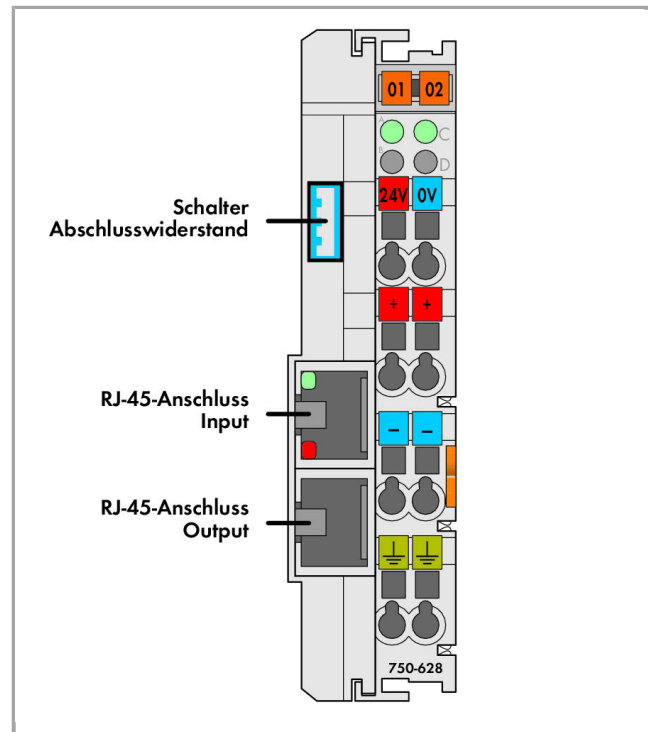 01 02
A C
B D
24V 0V
Schalter
Abschlusswiderstand
+ +
RJ-45-Anschluss
Input
− −
RJ-45-Anschluss
Output
750-628